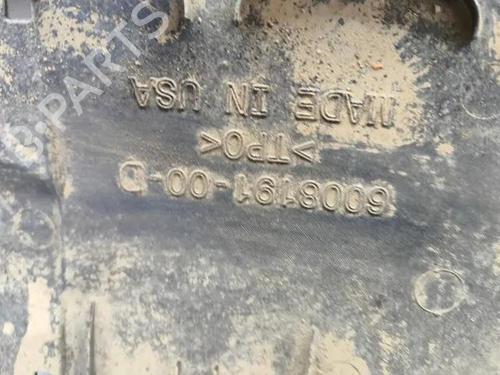 6008191-00-D
>TPO<
MADE IN USA
B-PARTS